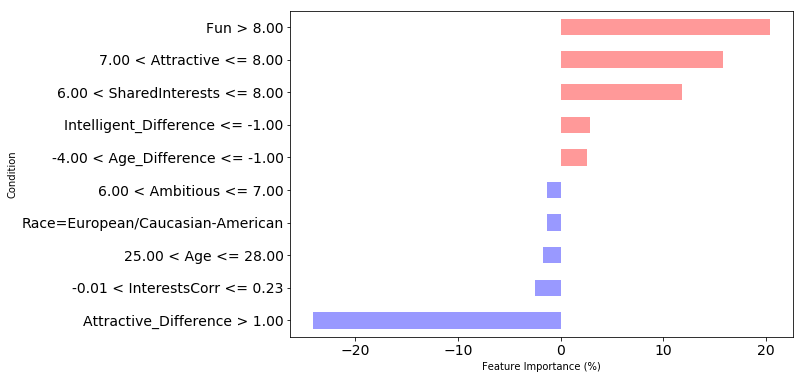 Fun > 8.00
7.00 < Attractive <= 8.00
6.00 < SharedInterests <= 8.00
Intelligent_Difference <= -1.00
-4.00 < Age_Difference <= -1.00
6.00 < Ambitious <= 7.00
Race=European/Caucasian-American
25.00 < Age <= 28.00
-0.01 < InterestsCorr <= 0.23
Attractive_Difference > 1.00
Condition
−20 −10 0 10 20
Feature Importance (%)